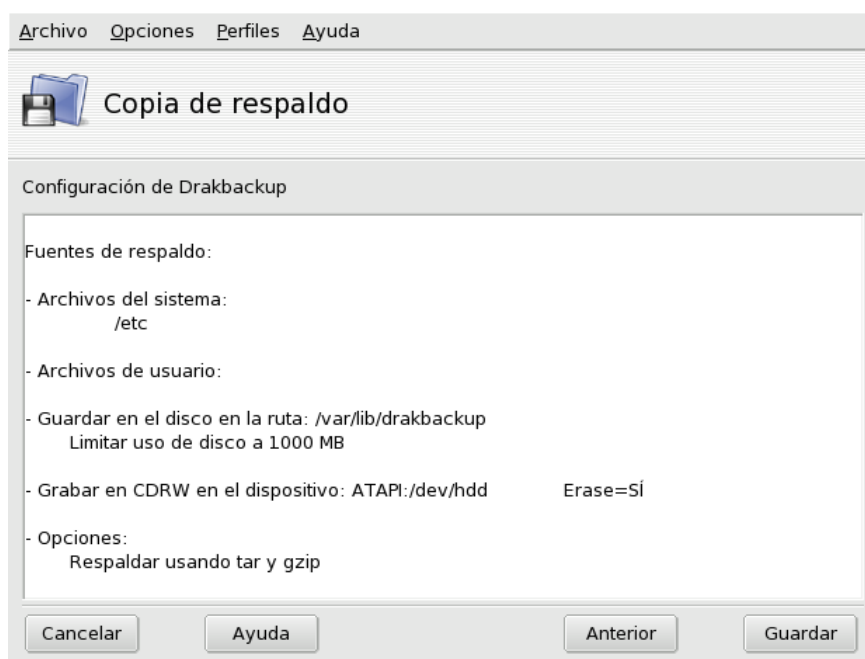 Archivo Opciones Perfiles Ayuda
Copia de respaldo
Configuración de Drakbackup
Fuentes de respaldo:
- Archivos del sistema:
/etc
- Archivos de usuario:
- Guardar en el disco en la ruta: /var/lib/drakbackup
Limitar uso de disco a 1000 MB
- Grabar en CDRW en el dispositivo: ATAPI:/dev/hdd Erase=SÍ
- Opciones:
Respaldar usando tar y gzip
Cancelar Ayuda Anterior Guardar